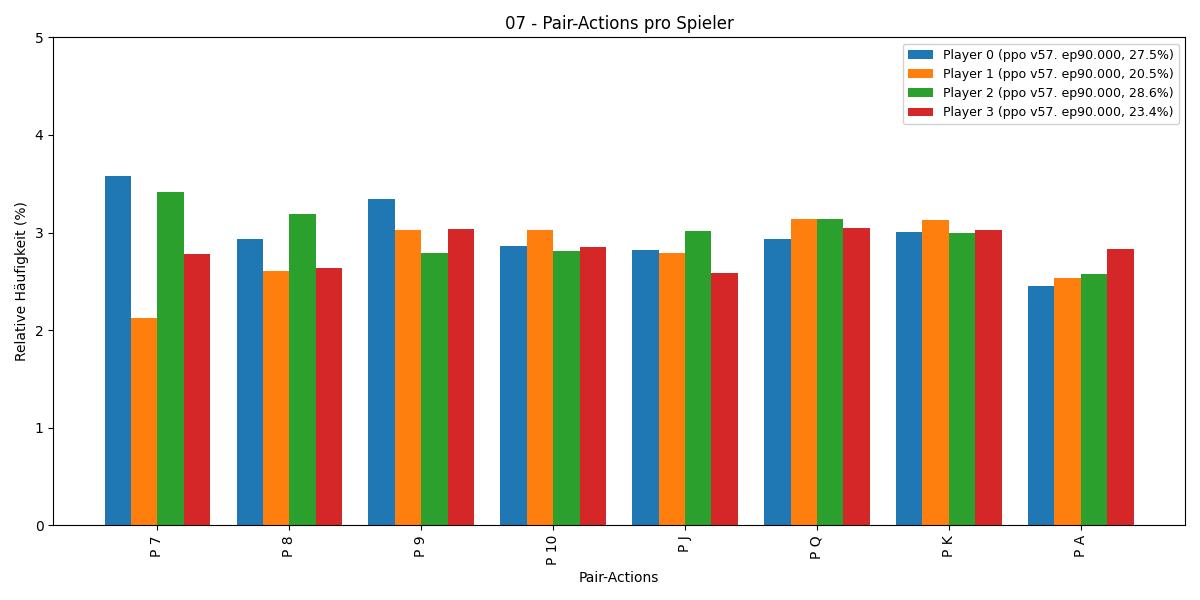 07 - Pair-Actions pro Spieler
Player 0 (ppo v57. ep90.000, 27.5%)
Player 1 (ppo v57. ep90.000, 20.5%)
Player 2 (ppo v57. ep90.000, 28.6%)
Player 3 (ppo v57. ep90.000, 23.4%)
Relative Häufigkeit (%)
5
4
3
2
1
0
P 7
P 8
P 9
P 10
P J
P Q
P K
P A
Pair-Actions